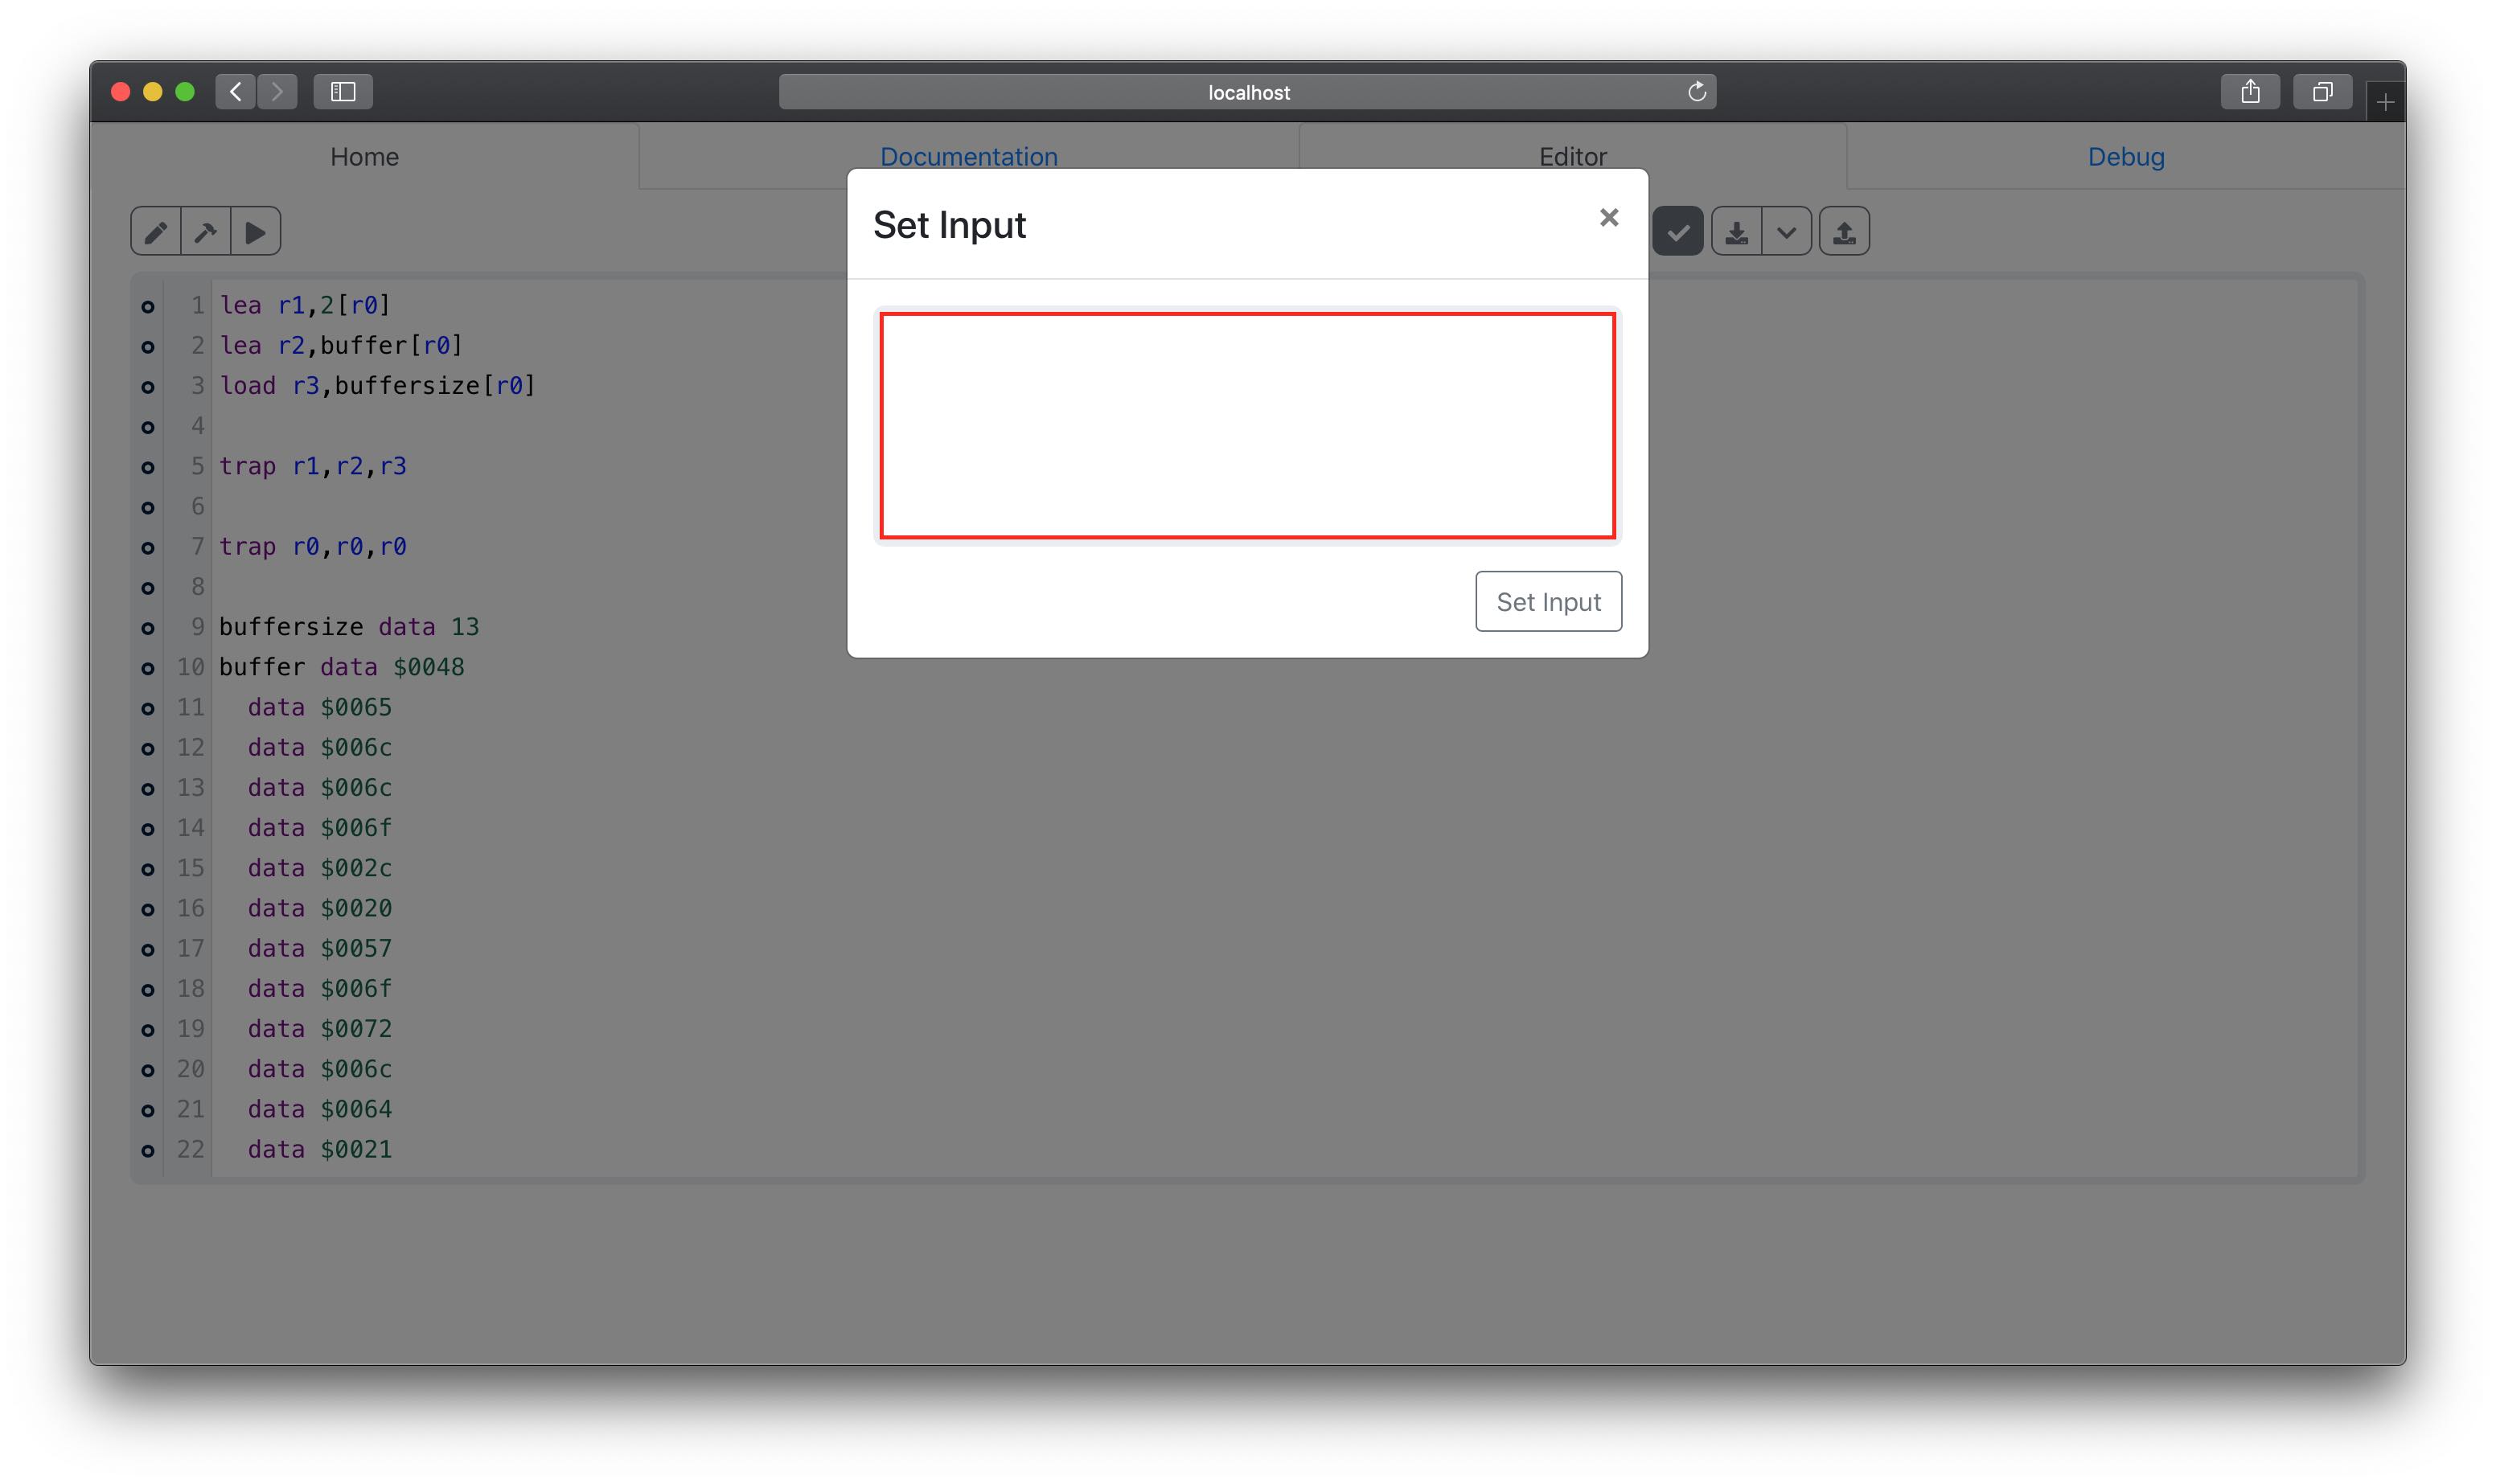 localhost
Home Documentation Editor Debug
Set Input ×
Set Input
1 lea r1,2[r0]
2 lea r2,buffer[r0]
3 load r3,buffersize[r0]
4
5 trap r1,r2,r3
6
7 trap r0,r0,r0
8
9 buffersize data 13
10 buffer data $0048
11   data $0065
12   data $006c
13   data $006c
14   data $006f
15   data $002c
16   data $0020
17   data $0057
18   data $006f
19   data $0072
20   data $006c
21   data $0064
22   data $0021